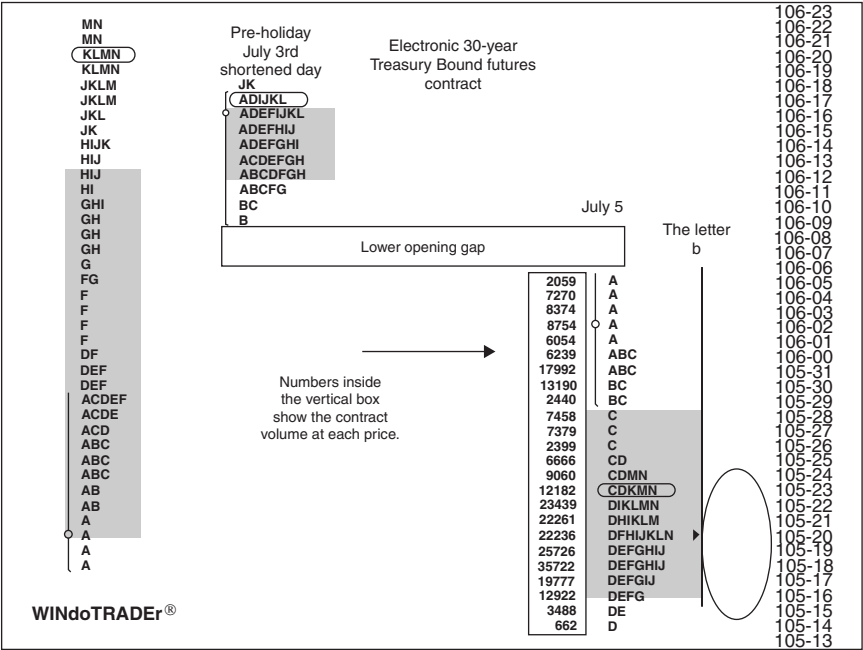 MN
MN
KLMN
KLMN
JKLM
JKLM
JKL
JK
HIJK
HIJ
HIJ
HI
GHI
GH
GH
GH
G
FG
F
F
F
F
DF
DEF
DEF
ACDEF
ACDE
ACD
ABC
ABC
ABC
AB
AB
A
A
A
A
WINdoTRADEr®
Pre-holiday
July 3rd
shortened day
JK
ADIJKL
ADEFIJKL
ADEFHIJ
ADEFGHI
ACDEFGH
ABCDFGH
ABCFG
BC
B
Electronic 30-year
Treasury Bound futures
contract
Lower opening gap
Numbers inside
the vertical box
show the contract
volume at each price.
July 5
2059 A
7270 A
8374 A
8754 A
6054 A
6239 ABC
17992 ABC
13190 BC
2440 BC
7458 C
7379 C
2399 C
6666 CD
9060 CDMN
12182 CDKMN
23439 DIKLMN
22261 DHIKLM
22236 DFHIJKLN
25726 DEFGHIJ
35722 DEFGHIJ
19777 DEFGIJ
12922 DEFG
3488 DE
662 D
The letter
b
106-23
106-22
106-21
106-20
106-19
106-18
106-17
106-16
106-15
106-14
106-13
106-12
106-11
106-10
106-09
106-08
106-07
106-06
106-05
106-04
106-03
106-02
106-01
106-00
105-31
105-30
105-29
105-28
105-27
105-26
105-25
105-24
105-23
105-22
105-21
105-20
105-19
105-18
105-17
105-16
105-15
105-14
105-13